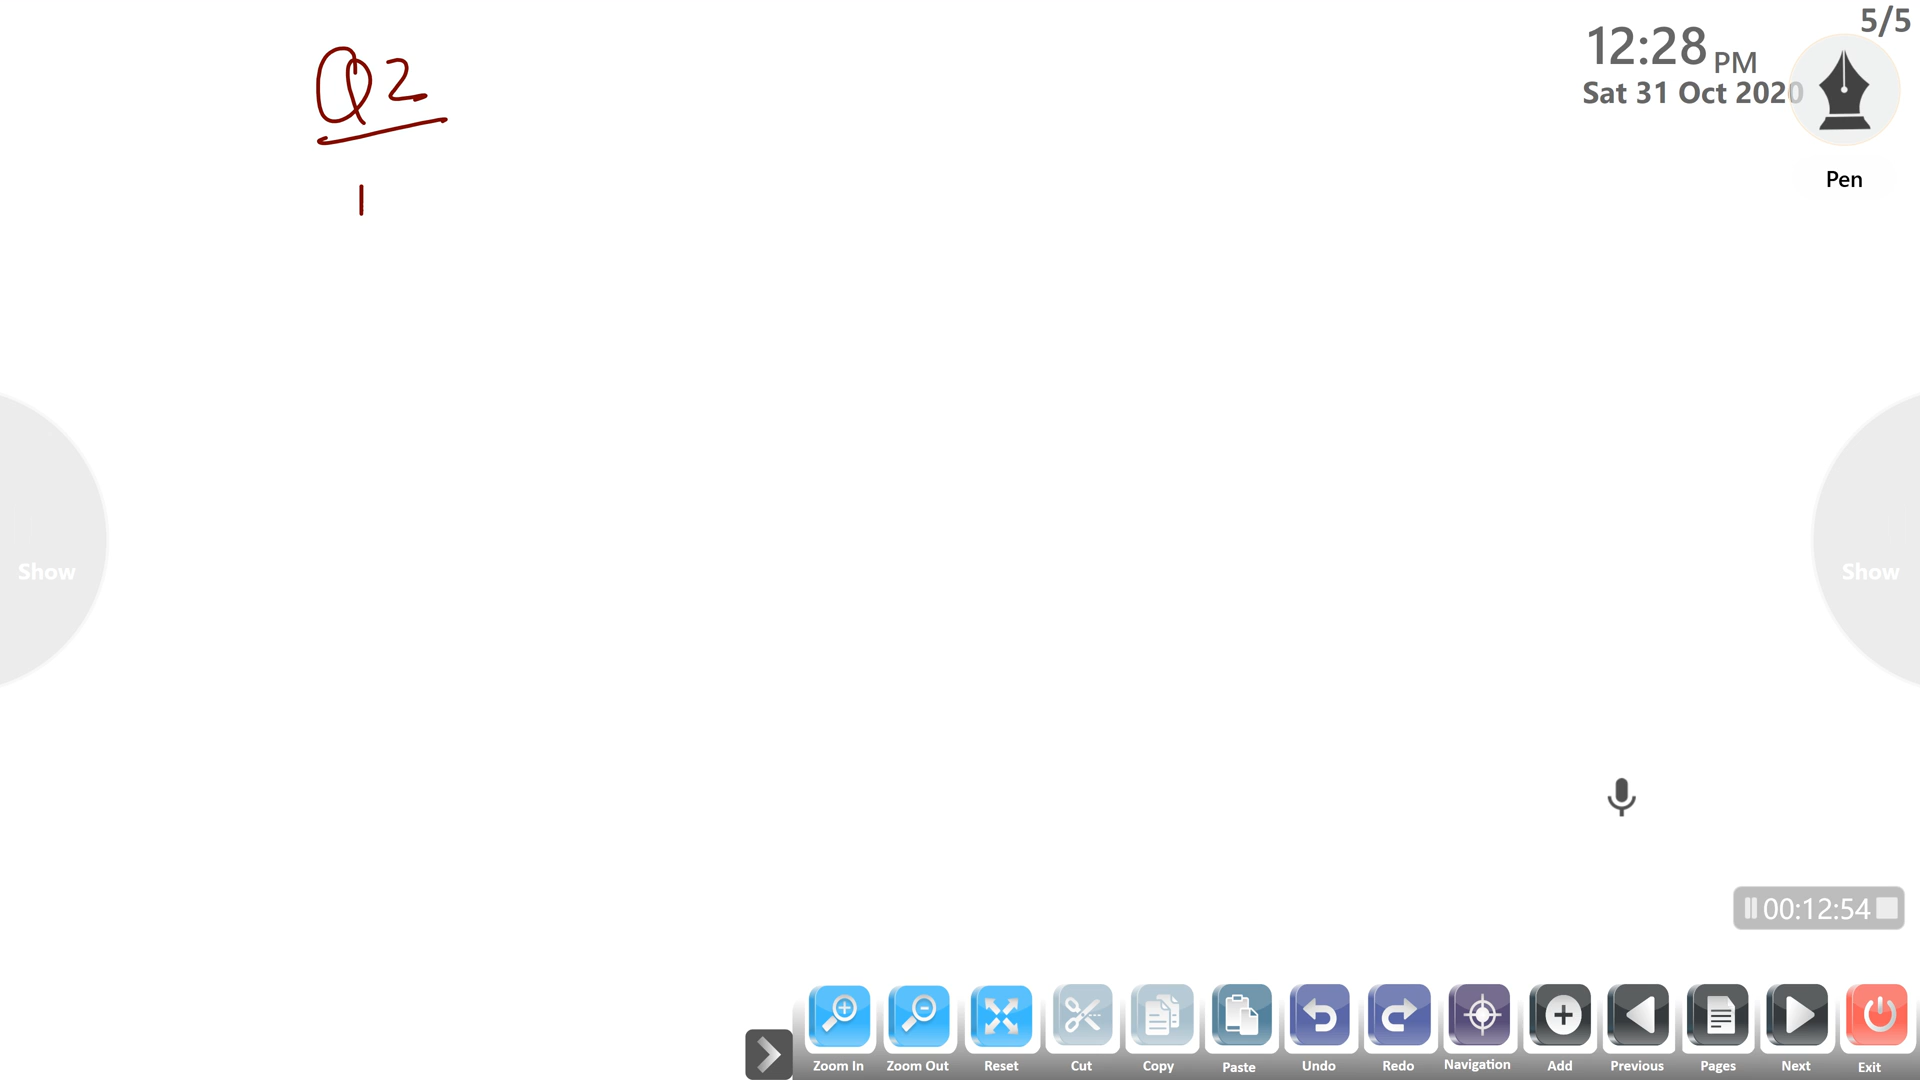 5/5
Q2
12:28 PM
Sat 31 Oct 2020
Pen
1
Show
Show
00:12:54
Zoom In
Zoom Out
Reset
Cut
Copy
Paste
Undo
Redo
Navigation
Add
Previous
Pages
Next
Exit